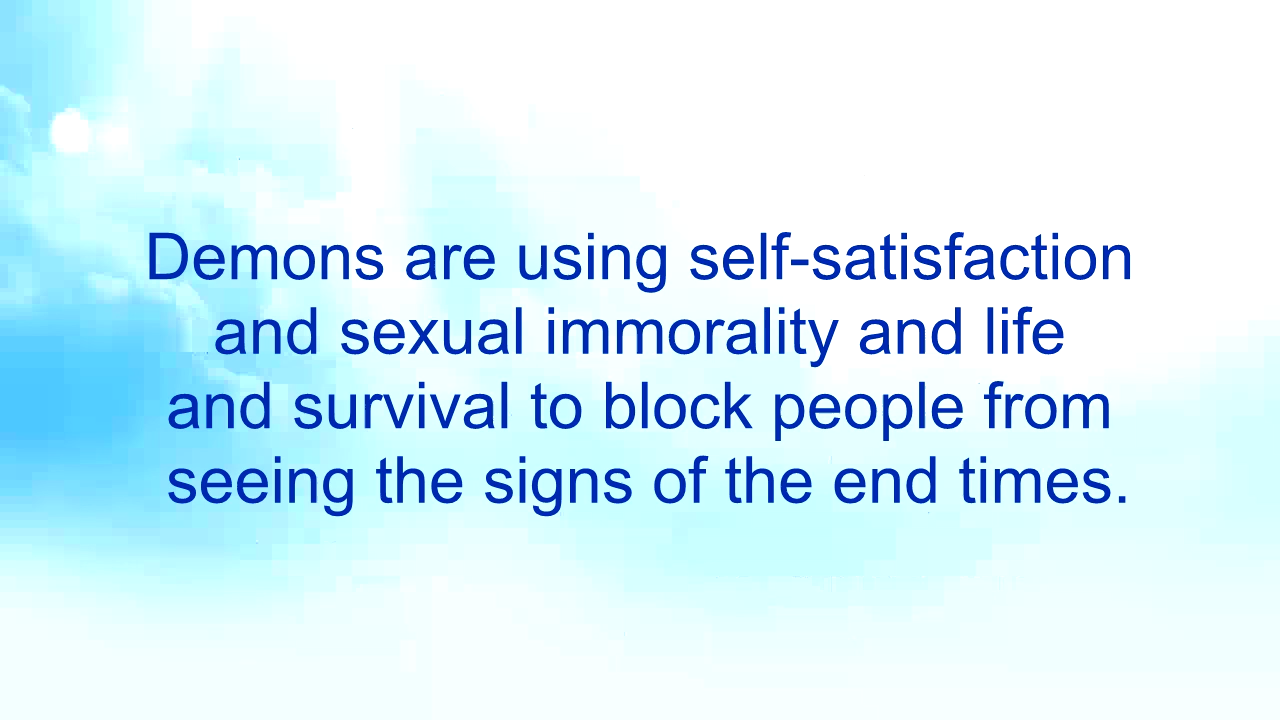 Demons are using self-satisfaction
and sexual immorality and life
and survival to block people from
seeing the signs of the end times.